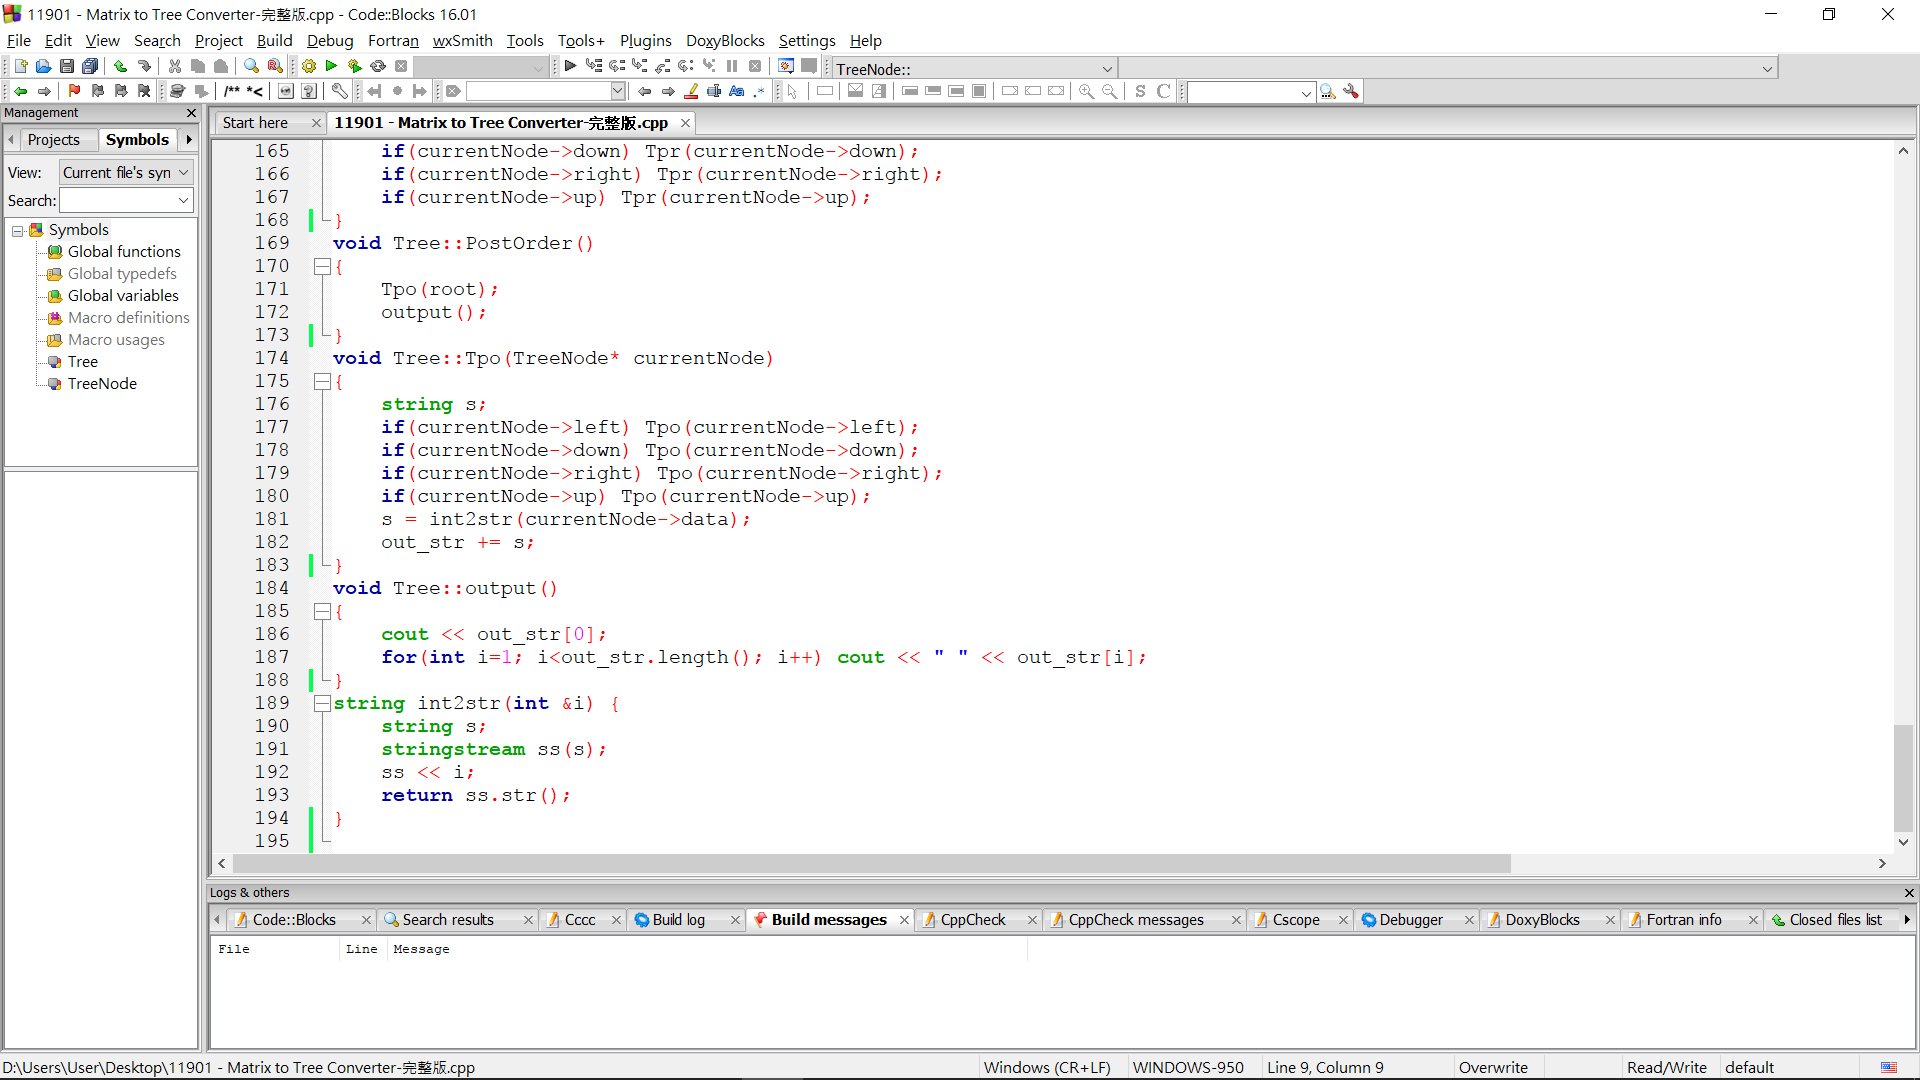 11901 - Matrix to Tree Converter-完整版.cpp - Code::Blocks 16.01
File Edit View Search Project Build Debug Fortran wxSmith Tools Tools+ Plugins DoxyBlocks Settings Help
TreeNode::
/** *<
S C
Management
Projects Symbols
View: Current file's syn
Search:
Symbols
Global functions
Global typedefs
Global variables
Macro definitions
Macro usages
Tree
TreeNode
Start here 11901 - Matrix to Tree Converter-完整版.cpp
165 if(currentNode->down) Tpr(currentNode->down);
166 if(currentNode->right) Tpr(currentNode->right);
167 if(currentNode->up) Tpr(currentNode->up);
168 }
169 void Tree::PostOrder()
170 {
171 Tpo(root);
172 output();
173 }
174 void Tree::Tpo(TreeNode* currentNode)
175 {
176 string s;
177 if(currentNode->left) Tpo(currentNode->left);
178 if(currentNode->down) Tpo(currentNode->down);
179 if(currentNode->right) Tpo(currentNode->right);
180 if(currentNode->up) Tpo(currentNode->up);
181 s = int2str(currentNode->data);
182 out_str += s;
183 }
184 void Tree::output()
185 {
186 cout << out_str[0];
187 for(int i=1; i<out_str.length(); i++) cout << " " << out_str[i];
188 }
189 string int2str(int &i) {
190 string s;
191 stringstream ss(s);
192 ss << i;
193 return ss.str();
194 }
195
Logs & others
Code::Blocks Search results Cccc Build log Build messages CppCheck CppCheck messages Cscope Debugger DoxyBlocks Fortran info Closed files list
File Line Message
D:\Users\User\Desktop\11901 - Matrix to Tree Converter-完整版.cpp Windows (CR+LF) WINDOWS-950 Line 9, Column 9 Overwrite Read/Write default